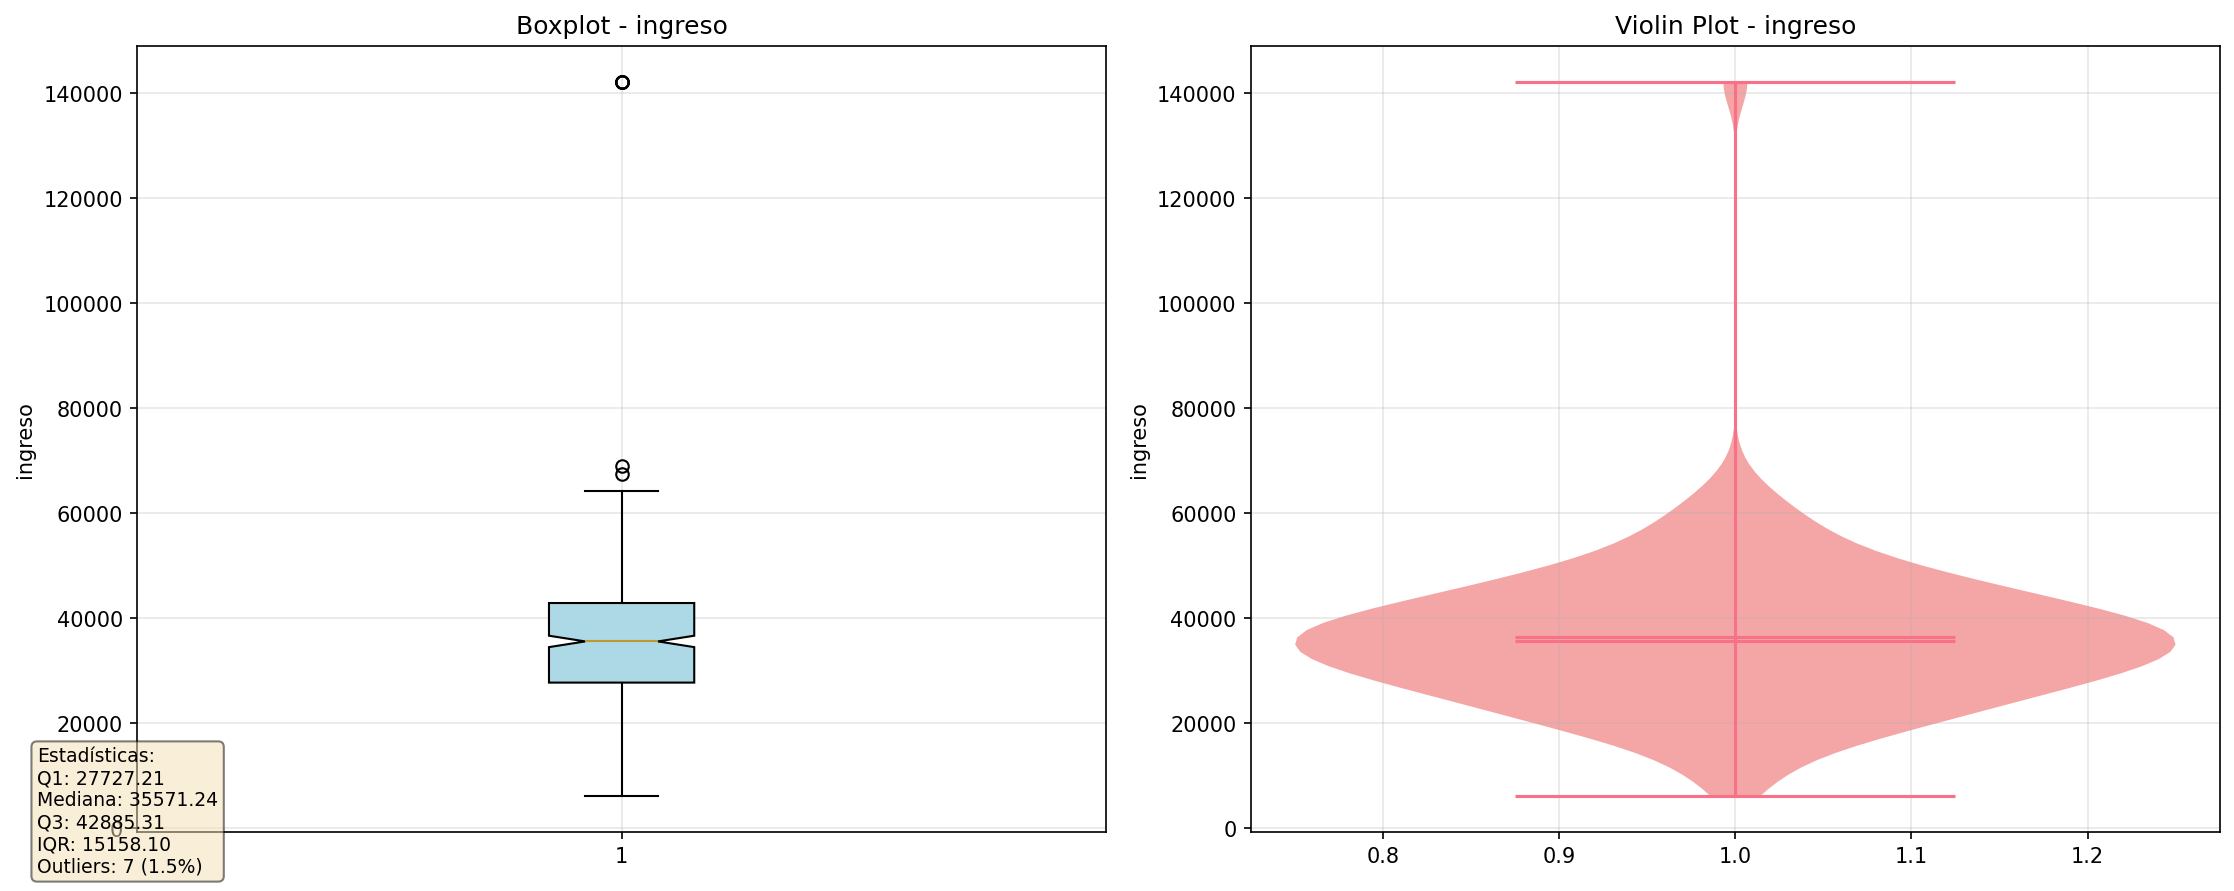 Boxplot - ingreso
140000
120000
100000
80000
60000
40000
20000
0
ingreso
1
Estadísticas:
Q1: 27727.21
Mediana: 35571.24
Q3: 42885.31
IQR: 15158.10
Outliers: 7 (1.5%)
Violin Plot - ingreso
140000
120000
100000
80000
60000
40000
20000
0
ingreso
0.8 0.9 1.0 1.1 1.2